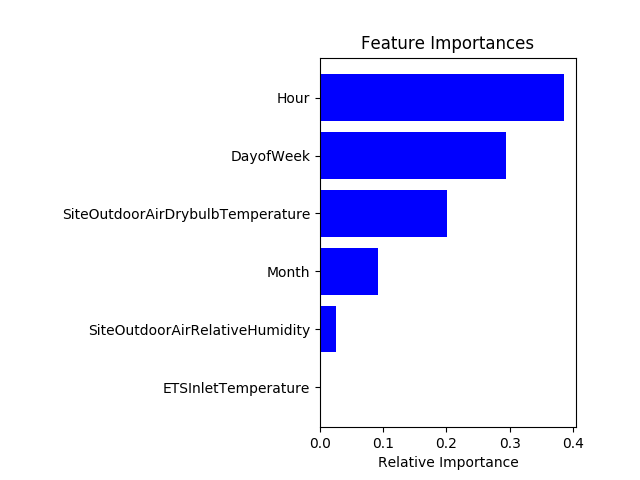 Feature Importances
Hour
DayofWeek
SiteOutdoorAirDrybulbTemperature
Month
SiteOutdoorAirRelativeHumidity
ETSInletTemperature
0.0 0.1 0.2 0.3 0.4
Relative Importance